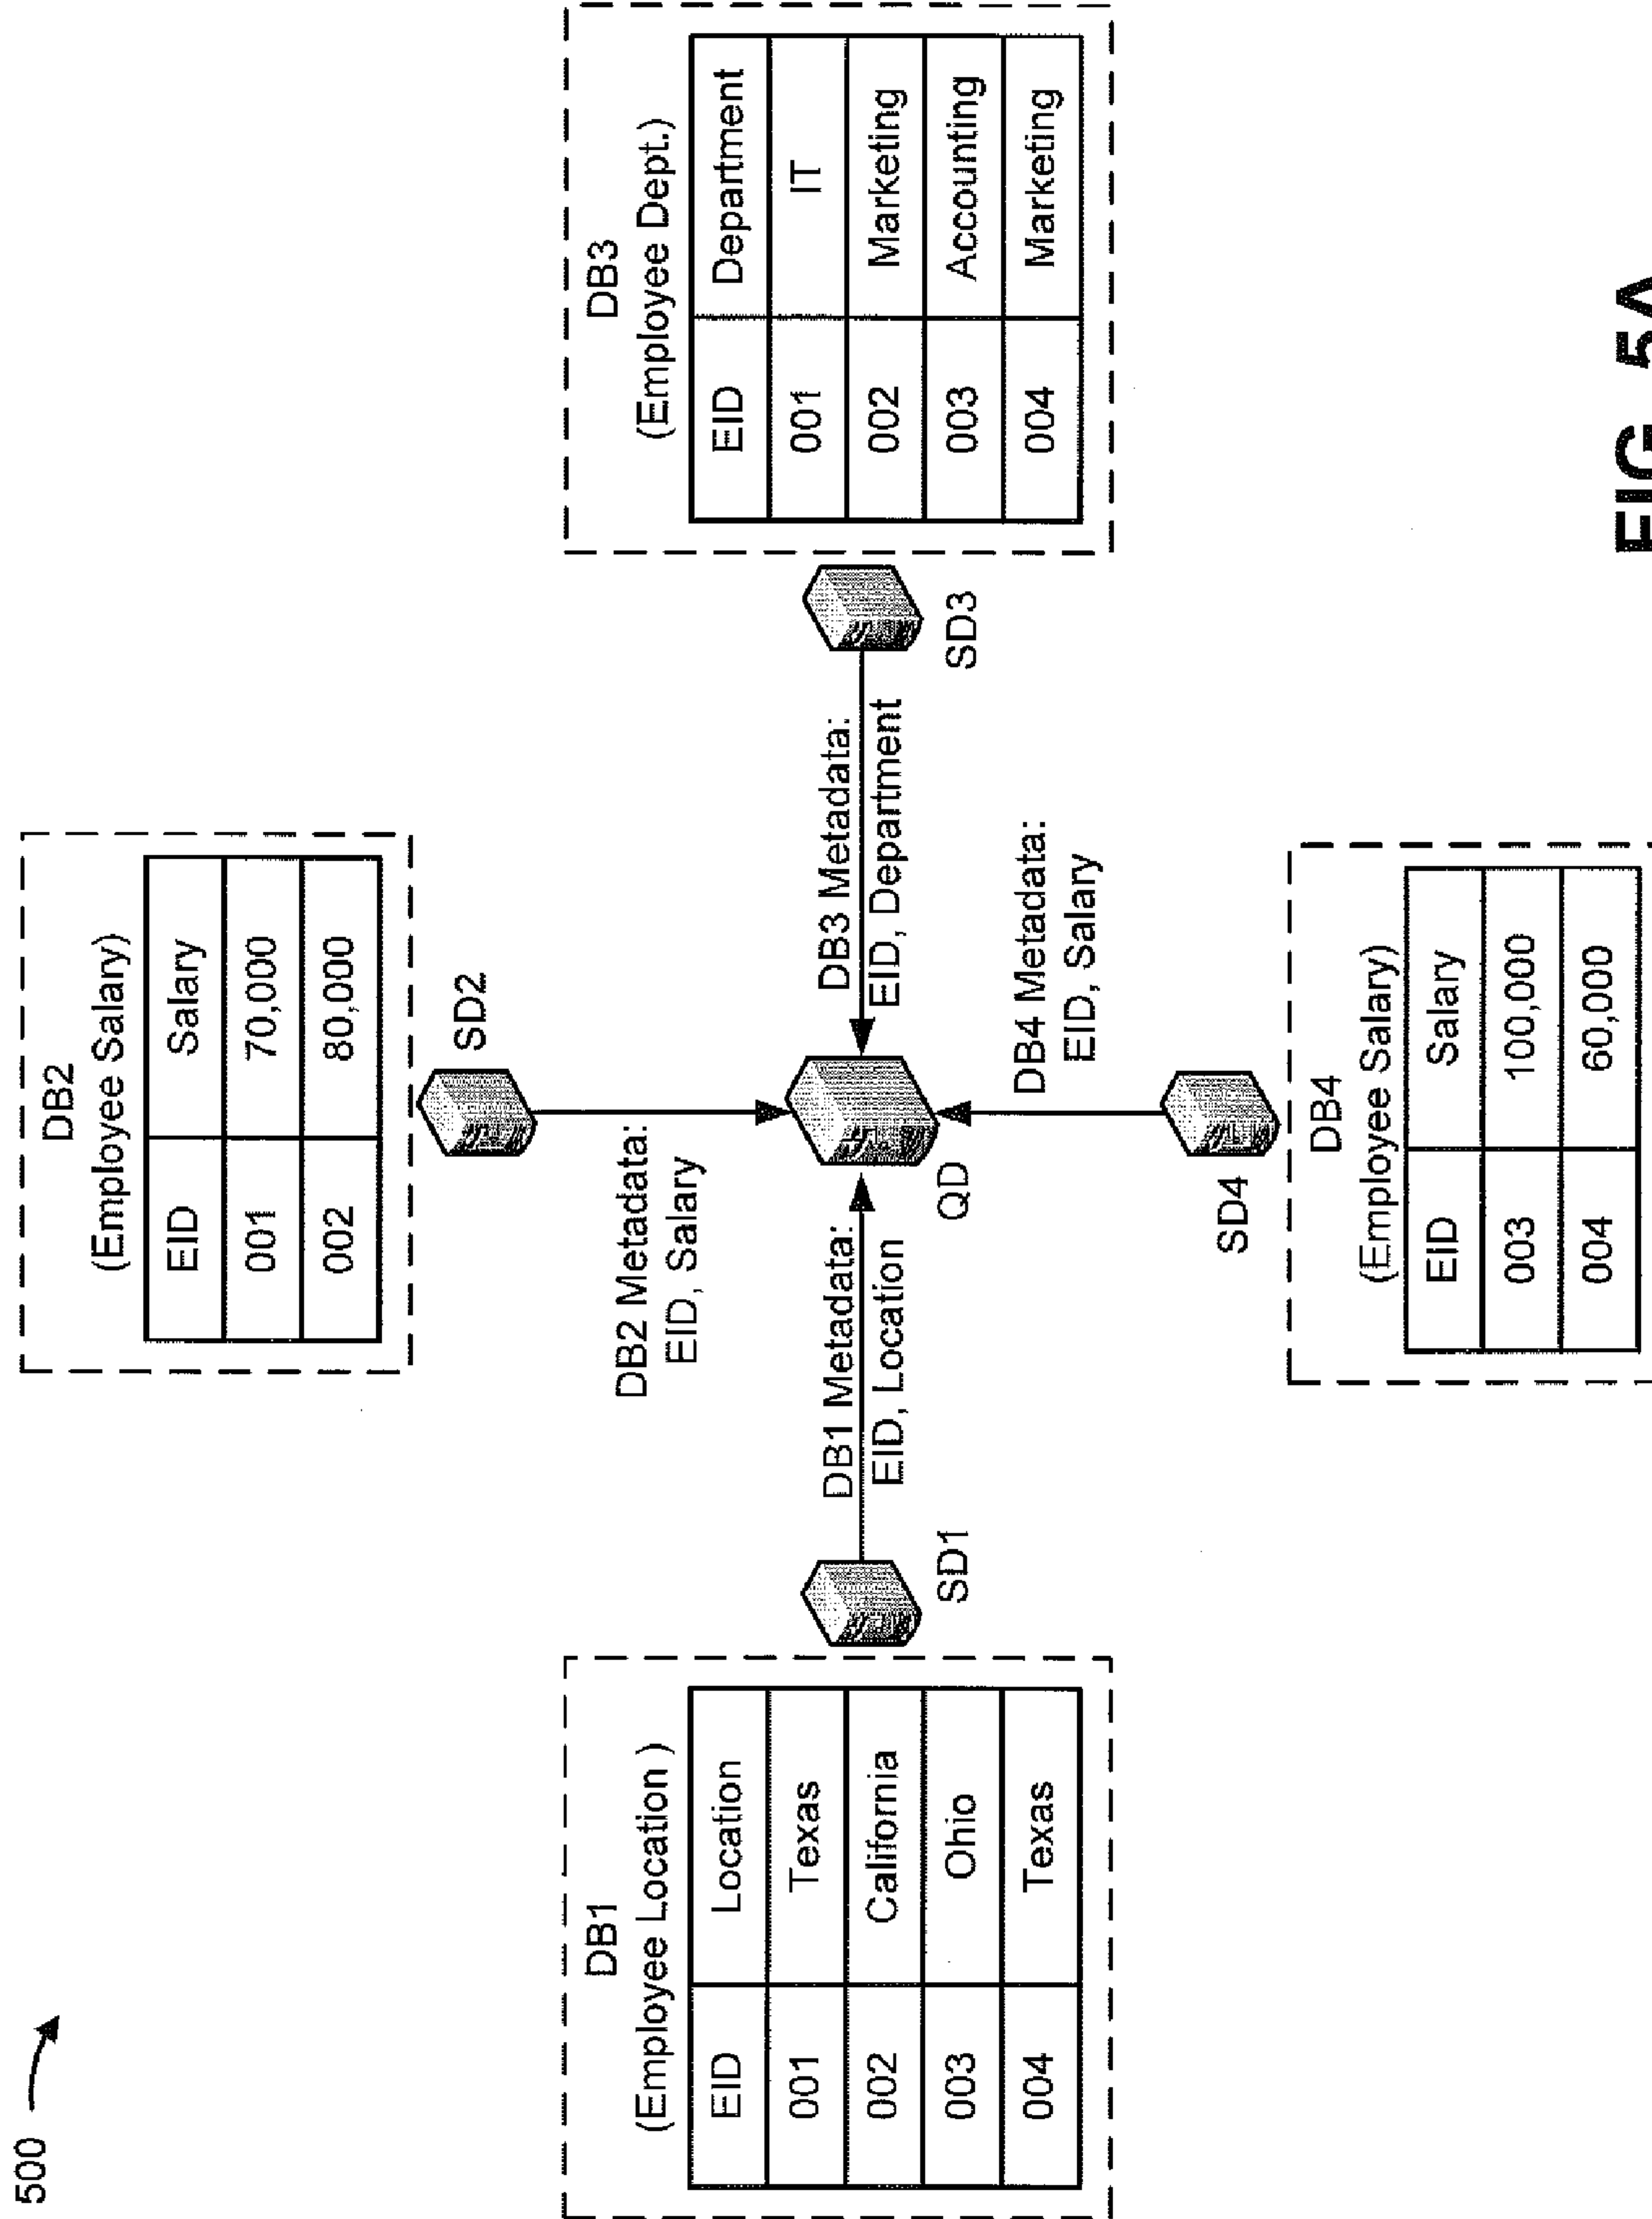 500
DB2
(Employee Salary)
EID Salary
001 70,000
002 80,000
SD2
DB2 Metadata:
EID, Salary
DB1
(Employee Location )
EID Location
001 Texas
002 California
003 Ohio
004 Texas
SD1
DB1 Metadata:
EID, Location
QD
DB3 Metadata:
EID, Department
SD3
DB3
(Employee Dept.)
EID Department
001 IT
002 Marketing
003 Accounting
004 Marketing
DB4 Metadata:
EID, Salary
SD4
DB4
(Employee Salary)
EID Salary
003 100,000
004 60,000
FIG. 5A